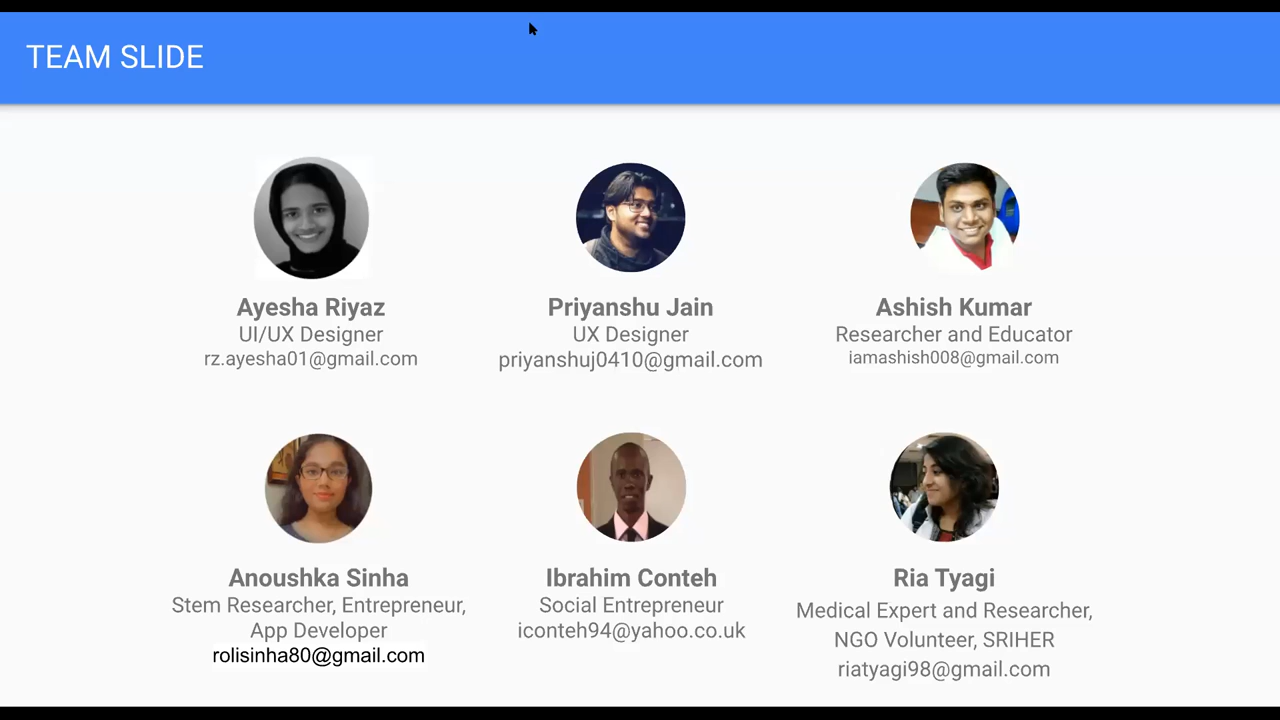 TEAM SLIDE
Ayesha Riyaz
UI/UX Designer
rz.ayesha01@gmail.com
Priyanshu Jain
UX Designer
priyanshuj0410@gmail.com
Ashish Kumar
Researcher and Educator
iamashish008@gmail.com
Anoushka Sinha
Stem Researcher, Entrepreneur,
App Developer
rolisinha80@gmail.com
Ibrahim Conteh
Social Entrepreneur
iconteh94@yahoo.co.uk
Ria Tyagi
Medical Expert and Researcher,
NGO Volunteer, SRIHER
riatyagi98@gmail.com